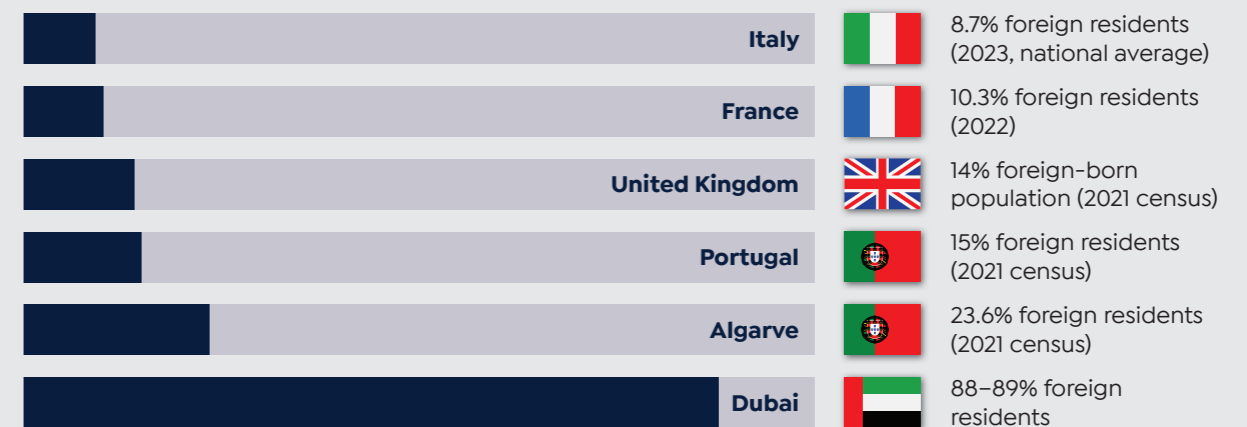 Italy
8.7% foreign residents
(2023, national average)
France
10.3% foreign residents
(2022)
United Kingdom
14% foreign-born
population (2021 census)
Portugal
15% foreign residents
(2021 census)
Algarve
23.6% foreign residents
(2021 census)
Dubai
88–89% foreign
residents